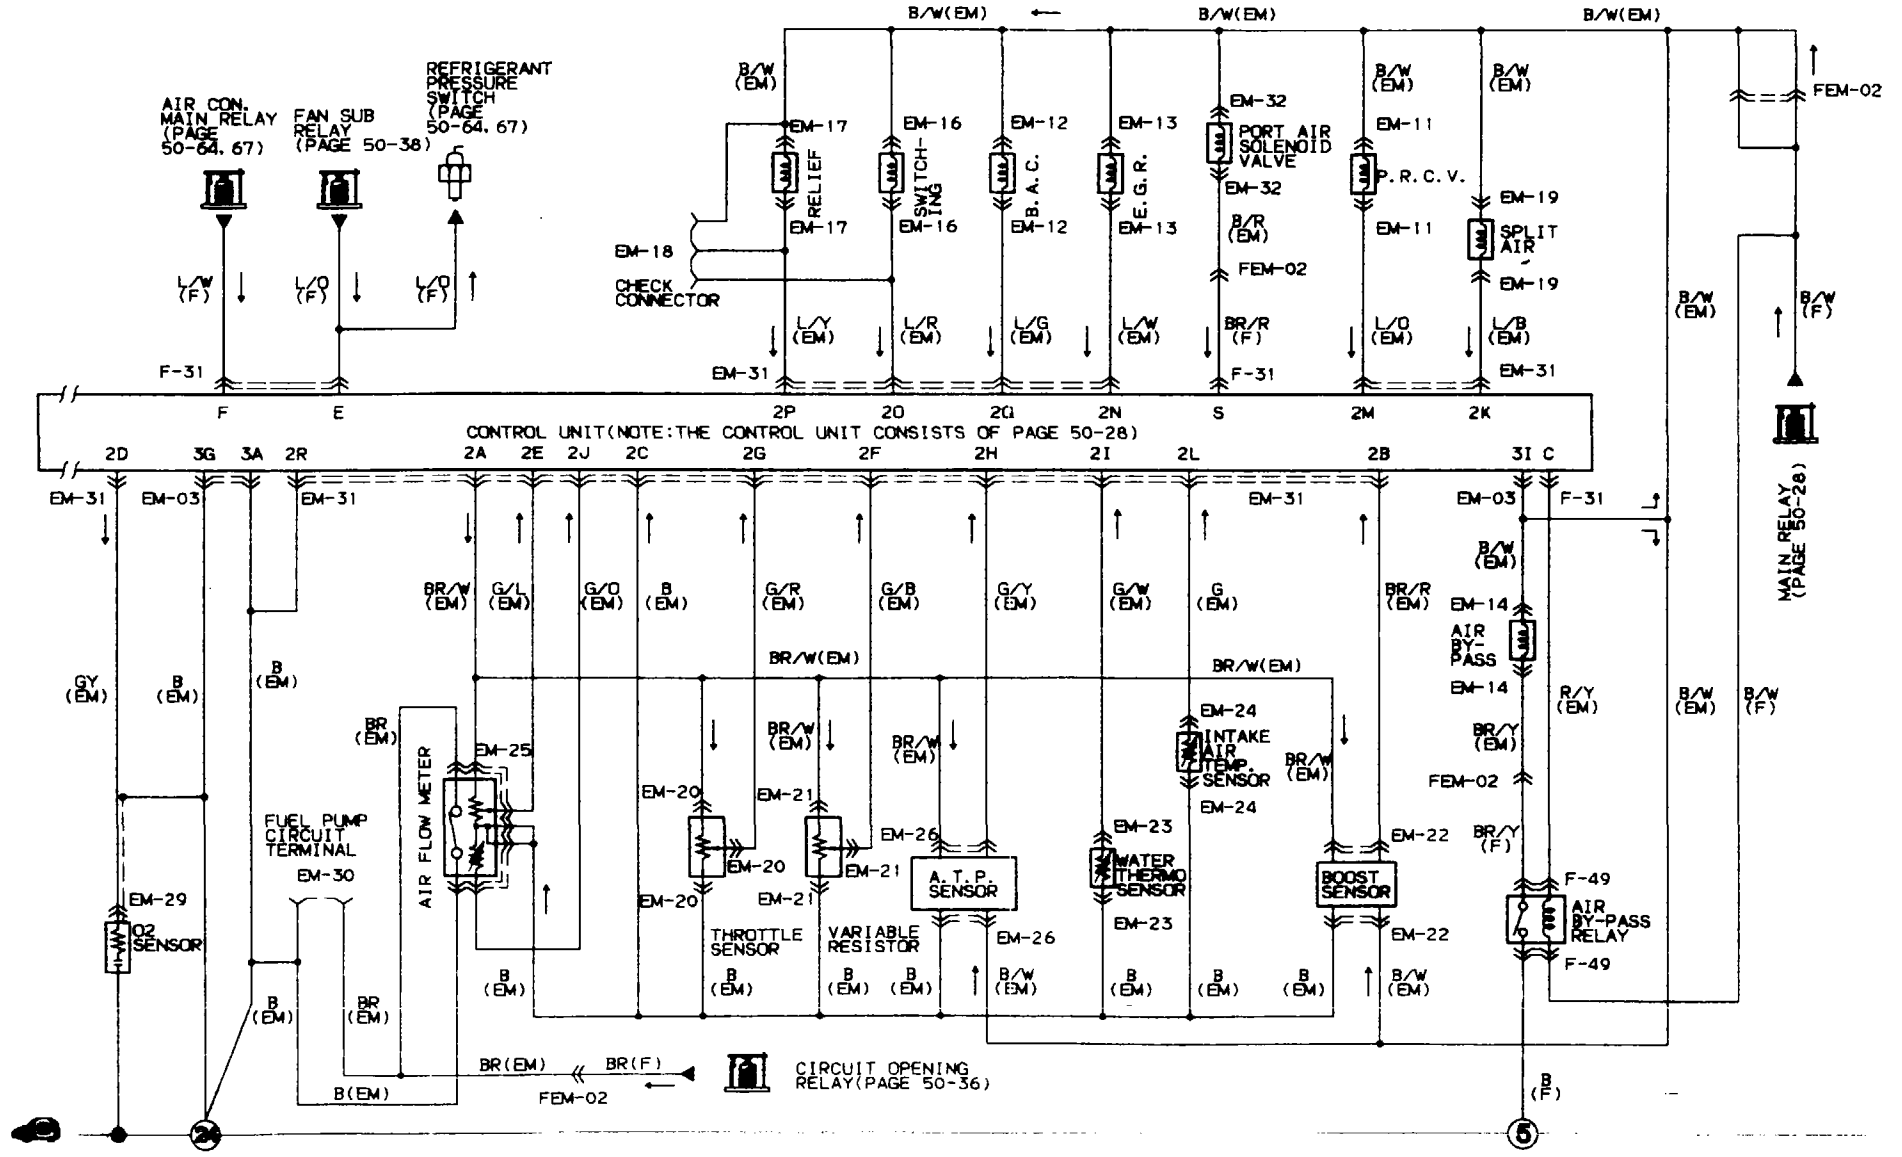 B/W(EM)
B/W(EM)
B/W(EM)
REFRIGERANT
PRESSURE
SWITCH
(PAGE
50-64.67)
AIR CON.
MAIN RELAY
(PAGE
50-64.67)
FAN SUB
RELAY
(PAGE 50-38)
B/W
(EM)
B/W
(EM)
B/W
(EM)
FEM-02
EM-17
EM-16
EM-12
EM-13
EM-32
EM-11
PORT AIR
SOLENOID
VALVE
RELIEF
SWITCH-
ING
B.A.C.
E.G.R.
P.R.C.V.
EM-32
EM-19
EM-17
EM-16
EM-12
EM-13
B/R
(EM)
EM-11
SPLIT
AIR
EM-18
FEM-02
EM-19
CHECK
CONNECTOR
L/W
(F)
L/O
(F)
L/O
(F)
B/W
(EM)
B/W
(F)
L/Y
(EM)
L/R
(EM)
L/G
(EM)
L/W
(EM)
BR/R
(F)
L/O
(EM)
L/B
(EM)
F-31
EM-31
F-31
EM-31
F E 2P 2O 2Q 2N S 2M 2K
CONTROL UNIT(NOTE:THE CONTROL UNIT CONSISTS OF PAGE 50-28)
2D 3G 3A 2R 2A 2E 2J 2C 2G 2F 2H 2I 2L 2B 3I C
EM-31
EM-03
EM-31
EM-31
EM-03
F-31
MAIN RELAY
(PAGE 50-28)
B/W
(EM)
BR/W
(EM)
G/L
(EM)
G/O
(EM)
B
(EM)
G/R
(EM)
G/B
(EM)
G/Y
(EM)
G/W
(EM)
G
(EM)
BR/R
(EM)
EM-14
AIR
BY-
PASS
EM-14
BR/W(EM)
BR/W(EM)
GY
(EM)
B
(EM)
B
(EM)
R/Y
(EM)
B/W
(EM)
B/W
(F)
BR
(EM)
EM-25
BR/W
(EM)
BR/W
(EM)
EM-24
INTAKE
AIR
TEMP.
SENSOR
EM-24
BR/W
(EM)
BR/Y
(EM)
FEM-02
AIR FLOW METER
EM-20
EM-21
FUEL PUMP
CIRCUIT
TERMINAL
EM-30
EM-26
EM-23
EM-22
BR/Y
(F)
EM-20
EM-21
A.T.P.
SENSOR
WATER
THERMO
SENSOR
BOOST
SENSOR
F-49
EM-29
O2
SENSOR
EM-20
EM-21
EM-23
EM-22
AIR
BY-PASS
RELAY
THROTTLE
SENSOR
VARIABLE
RESISTOR
EM-26
F-49
B
(EM)
B
(EM)
B
(EM)
B
(EM)
B/W
(EM)
B
(EM)
B
(EM)
B
(EM)
B/W
(EM)
B
(EM)
BR
(EM)
BR(EM)
BR(F)
CIRCUIT OPENING
RELAY(PAGE 50-36)
B(EM)
FEM-02
B
(F)
24
5